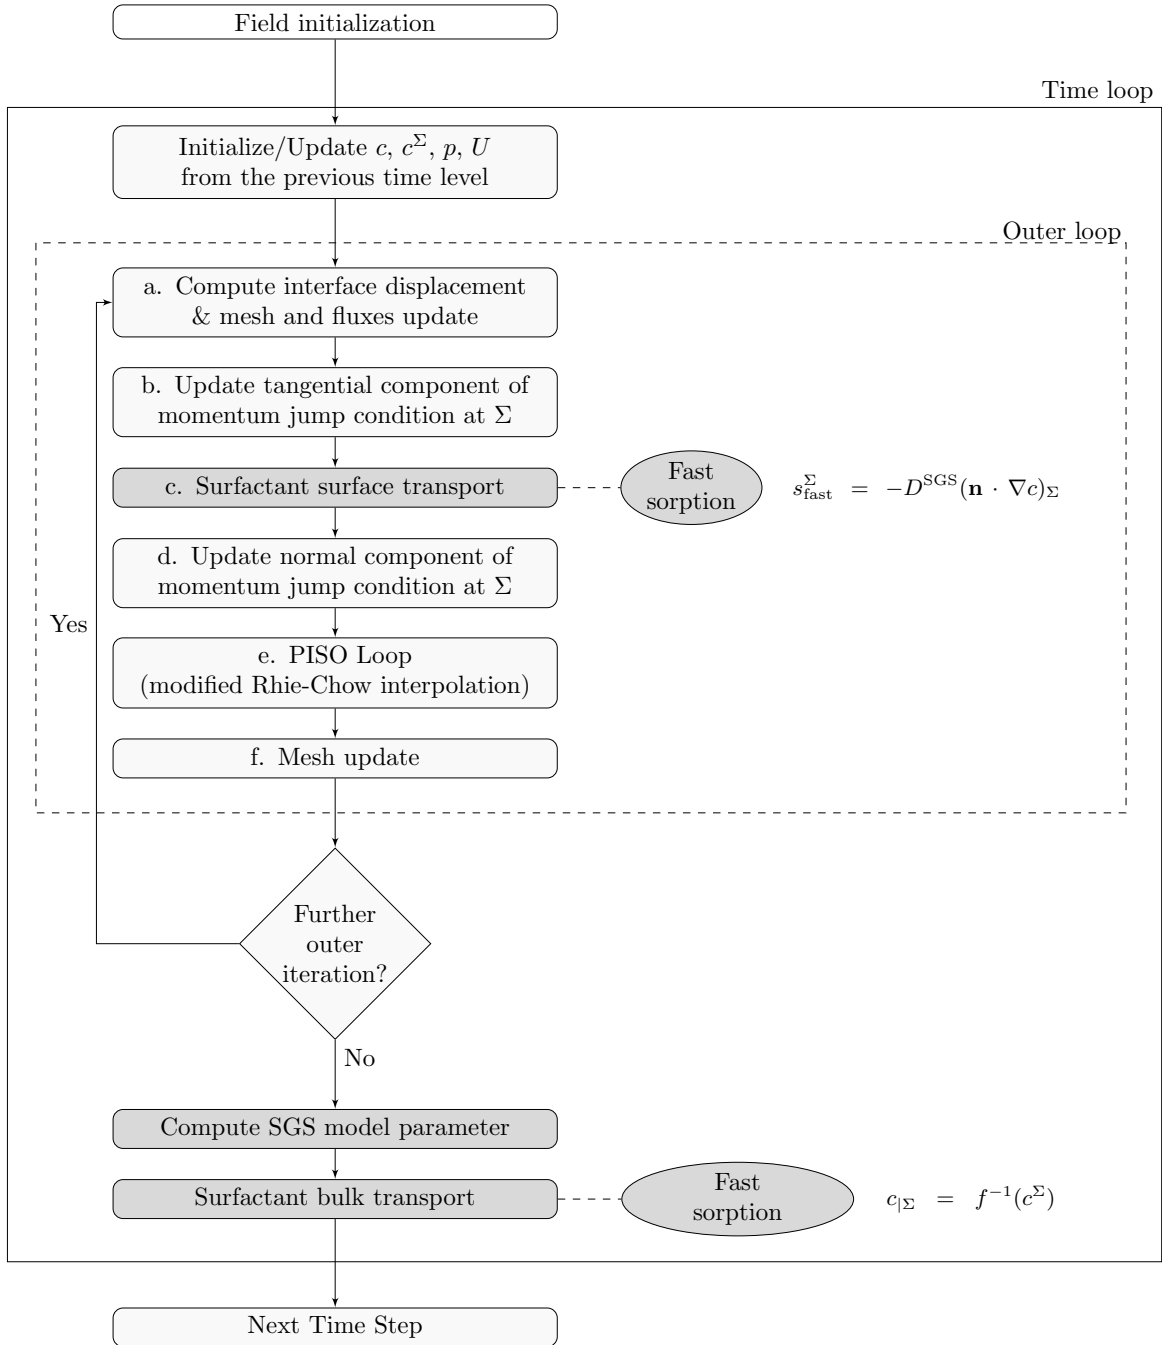 Field initialization
Time loop
Initialize/Update c, c^Σ, p, U
from the previous time level
Outer loop
a. Compute interface displacement
& mesh and fluxes update
b. Update tangential component of
momentum jump condition at Σ
c. Surfactant surface transport
Fast
sorption
s^Σ_fast = −D^SGS(n · ∇c)_Σ
d. Update normal component of
momentum jump condition at Σ
Yes
e. PISO Loop
(modified Rhie-Chow interpolation)
f. Mesh update
Further
outer
iteration?
No
Compute SGS model parameter
Surfactant bulk transport
Fast
sorption
c_|Σ = f^−1(c^Σ)
Next Time Step